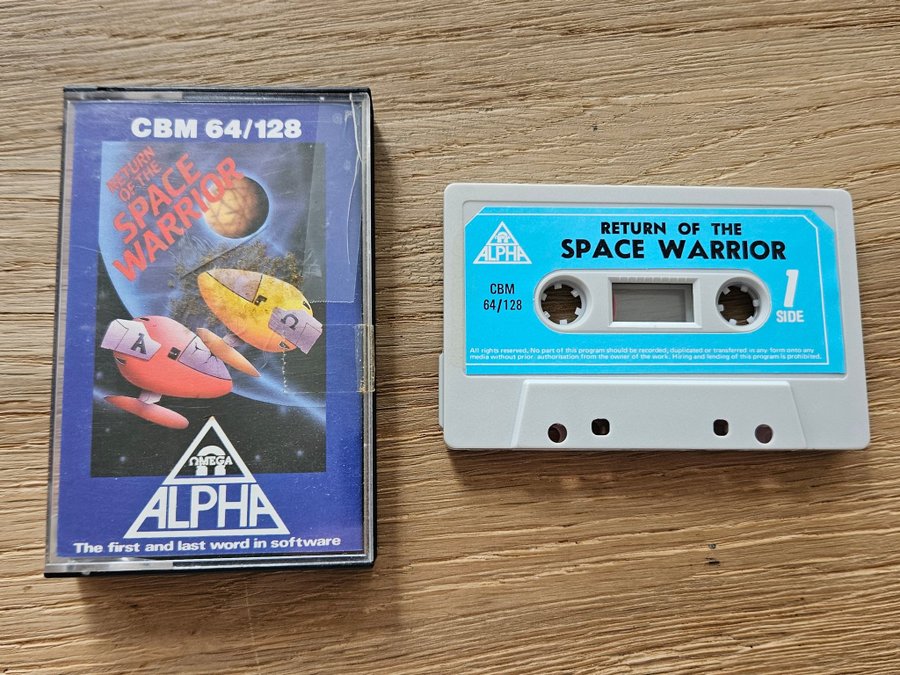 CBM 64/128
RETURN
OF THE
SPACE
WARRIOR
A
Ω
ΩMEGA
ALPHA
The first and last word in software
Ω
ALPHA
RETURN OF THE
SPACE WARRIOR
CBM
64/128
1
SIDE
All rights reserved. No part of this program should be recorded, duplicated or transferred in any form onto any
media without prior authorisation from the owner of the work. Hiring and lending of this program is prohibited.